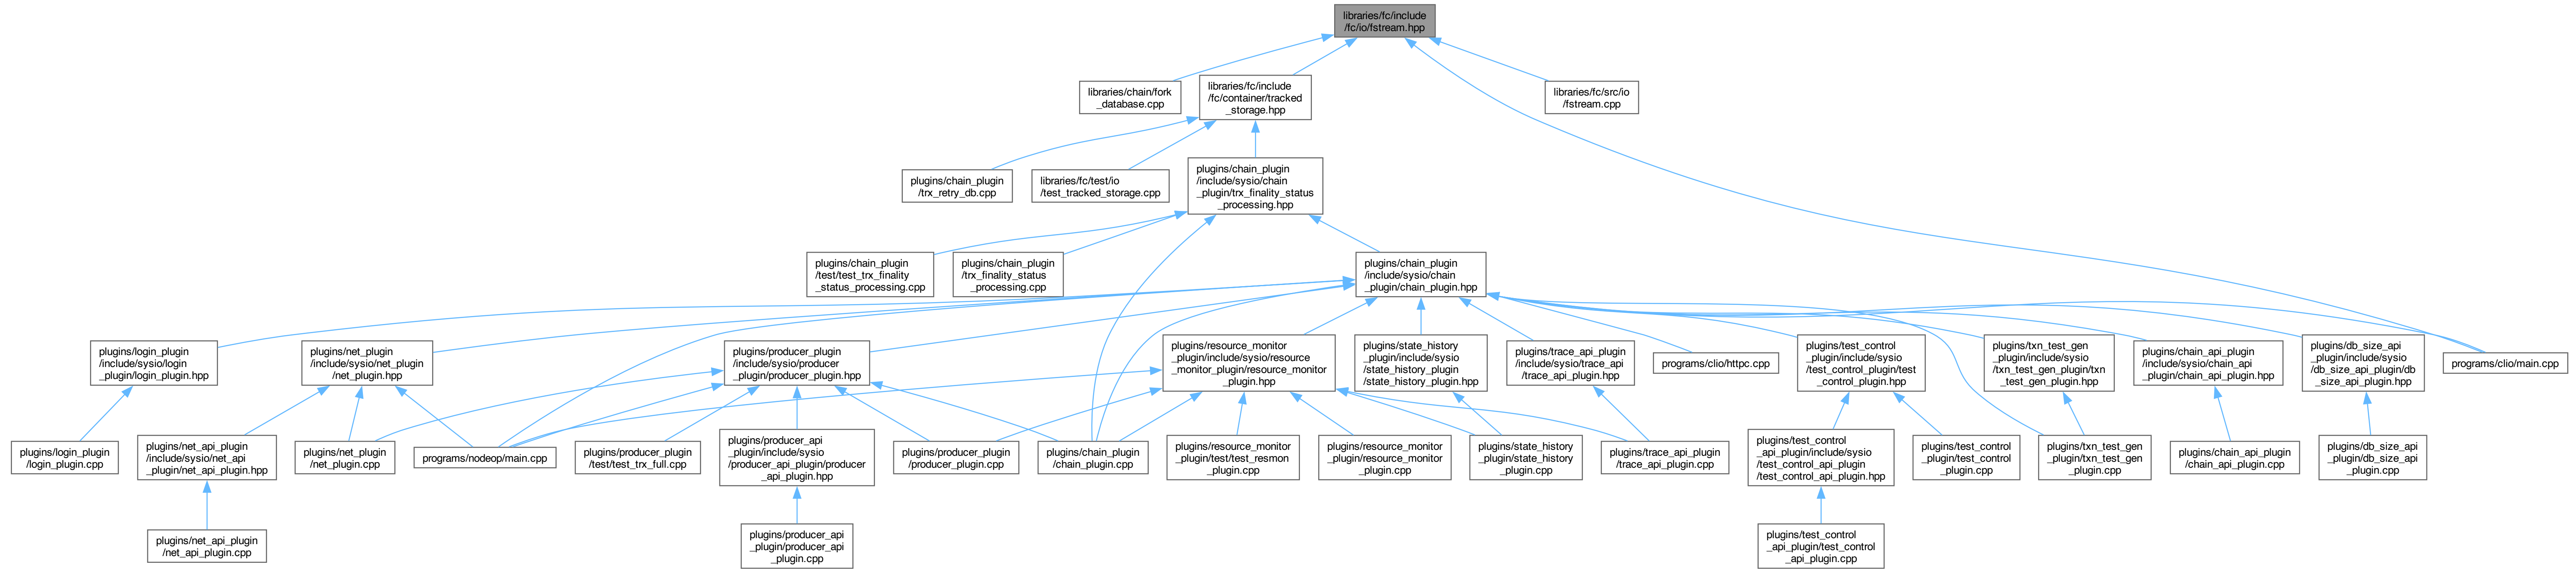 libraries/fc/include
/fc/io/fstream.hpp
libraries/chain/fork
_database.cpp
libraries/fc/include
/fc/container/tracked
_storage.hpp
libraries/fc/src/io
/fstream.cpp
plugins/chain_plugin
/trx_retry_db.cpp
libraries/fc/test/io
/test_tracked_storage.cpp
plugins/chain_plugin
/include/sysio/chain
_plugin/trx_finality_status
_processing.hpp
plugins/chain_plugin
/test/test_trx_finality
_status_processing.cpp
plugins/chain_plugin
/trx_finality_status
_processing.cpp
plugins/chain_plugin
/include/sysio/chain
_plugin/chain_plugin.hpp
plugins/login_plugin
/include/sysio/login
_plugin/login_plugin.hpp
plugins/net_plugin
/include/sysio/net_plugin
/net_plugin.hpp
plugins/producer_plugin
/include/sysio/producer
_plugin/producer_plugin.hpp
plugins/resource_monitor
_plugin/include/sysio/resource
_monitor_plugin/resource_monitor
_plugin.hpp
plugins/state_history
_plugin/include/sysio
/state_history_plugin
/state_history_plugin.hpp
plugins/trace_api_plugin
/include/sysio/trace_api
/trace_api_plugin.hpp
programs/clio/httpc.cpp
plugins/test_control
_plugin/include/sysio
/test_control_plugin/test
_control_plugin.hpp
plugins/txn_test_gen
_plugin/include/sysio
/txn_test_gen_plugin/txn
_test_gen_plugin.hpp
plugins/chain_api_plugin
/include/sysio/chain_api
_plugin/chain_api_plugin.hpp
plugins/db_size_api
_plugin/include/sysio
/db_size_api_plugin/db
_size_api_plugin.hpp
programs/clio/main.cpp
plugins/login_plugin
/login_plugin.cpp
plugins/net_api_plugin
/include/sysio/net_api
_plugin/net_api_plugin.hpp
plugins/net_plugin
/net_plugin.cpp
programs/nodeop/main.cpp
plugins/producer_plugin
/test/test_trx_full.cpp
plugins/producer_api
_plugin/include/sysio
/producer_api_plugin/producer
_api_plugin.hpp
plugins/producer_plugin
/producer_plugin.cpp
plugins/chain_plugin
/chain_plugin.cpp
plugins/resource_monitor
_plugin/test/test_resmon
_plugin.cpp
plugins/resource_monitor
_plugin/resource_monitor
_plugin.cpp
plugins/state_history
_plugin/state_history
_plugin.cpp
plugins/trace_api_plugin
/trace_api_plugin.cpp
plugins/test_control
_api_plugin/include/sysio
/test_control_api_plugin
/test_control_api_plugin.hpp
plugins/test_control
_plugin/test_control
_plugin.cpp
plugins/txn_test_gen
_plugin/txn_test_gen
_plugin.cpp
plugins/chain_api_plugin
/chain_api_plugin.cpp
plugins/db_size_api
_plugin/db_size_api
_plugin.cpp
plugins/net_api_plugin
/net_api_plugin.cpp
plugins/producer_api
_plugin/producer_api
_plugin.cpp
plugins/test_control
_api_plugin/test_control
_api_plugin.cpp